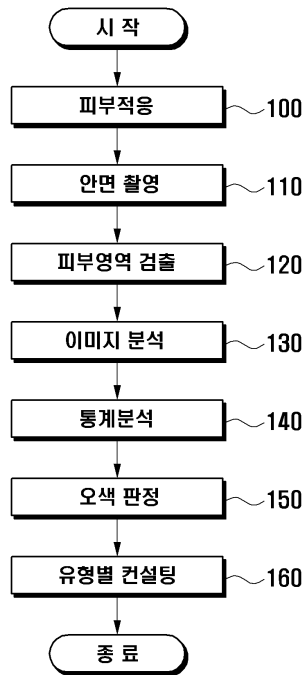 시 작
피부적응 100
안면 촬영 110
피부영역 검출 120
이미지 분석 130
통계분석 140
오색 판정 150
유형별 컨설팅 160
종 료